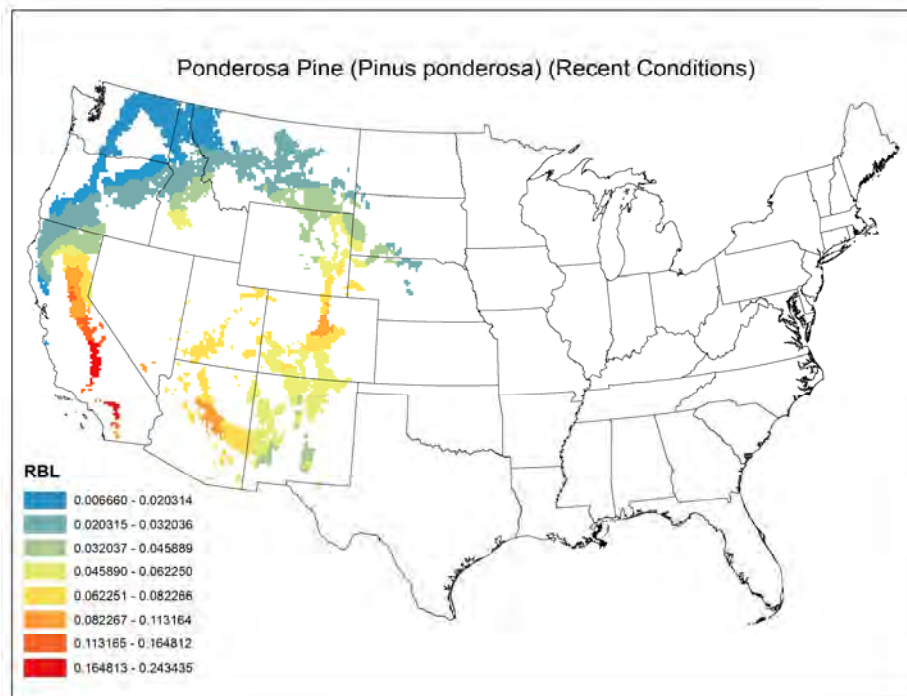 Ponderosa Pine (Pinus ponderosa) (Recent Conditions)
RBL
0.006660 - 0.020314
0.020315 - 0.032036
0.032037 - 0.045889
0.045890 - 0.062250
0.062251 - 0.082266
0.082267 - 0.113164
0.113165 - 0.164812
0.164813 - 0.243435